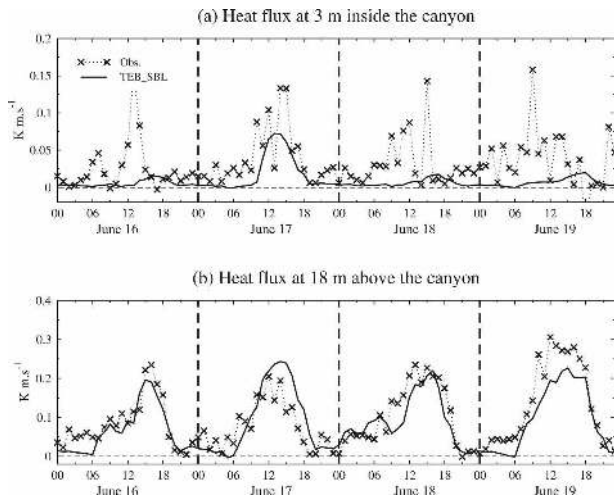 (a) Heat flux at 3 m inside the canyon
0.2
0.15
0.1
0.05
0
K m.s⁻¹
Obs.
TEB_SBL
00 06 12 18 00 06 12 18 00 06 12 18 00 06 12 18
June 16 June 17 June 18 June 19
(b) Heat flux at 18 m above the canyon
0.4
0.3
0.2
0.1
0
K m.s⁻¹
00 06 12 18 00 06 12 18 00 06 12 18 00 06 12 18
June 16 June 17 June 18 June 19